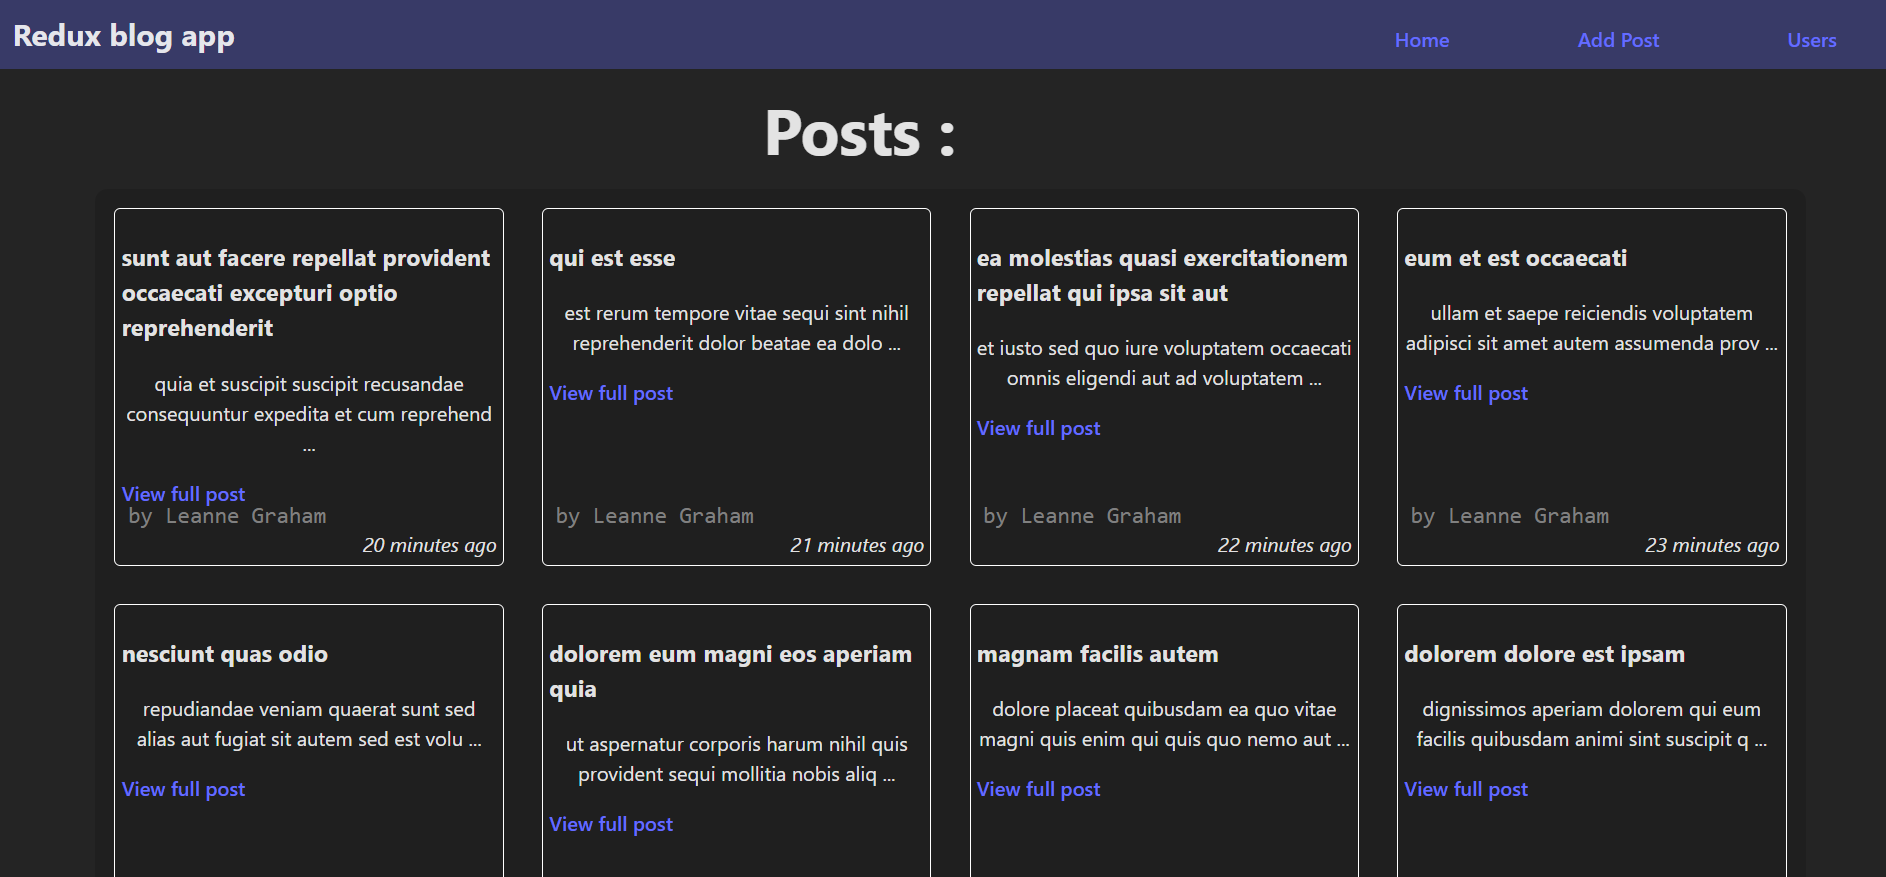 Redux blog app
Home
Add Post
Users
Posts :
sunt aut facere repellat provident
occaecati excepturi optio
reprehenderit
quia et suscipit suscipit recusandae
consequuntur expedita et cum reprehend
...
View full post
by Leanne Graham
20 minutes ago
qui est esse
est rerum tempore vitae sequi sint nihil
reprehenderit dolor beatae ea dolo ...
View full post
by Leanne Graham
21 minutes ago
ea molestias quasi exercitationem
repellat qui ipsa sit aut
et iusto sed quo iure voluptatem occaecati
omnis eligendi aut ad voluptatem ...
View full post
by Leanne Graham
22 minutes ago
eum et est occaecati
ullam et saepe reiciendis voluptatem
adipisci sit amet autem assumenda prov ...
View full post
by Leanne Graham
23 minutes ago
nesciunt quas odio
repudiandae veniam quaerat sunt sed
alias aut fugiat sit autem sed est volu ...
View full post
dolorem eum magni eos aperiam
quia
ut aspernatur corporis harum nihil quis
provident sequi mollitia nobis aliq ...
View full post
magnam facilis autem
dolore placeat quibusdam ea quo vitae
magni quis enim qui quis quo nemo aut ...
View full post
dolorem dolore est ipsam
dignissimos aperiam dolorem qui eum
facilis quibusdam animi sint suscipit q ...
View full post